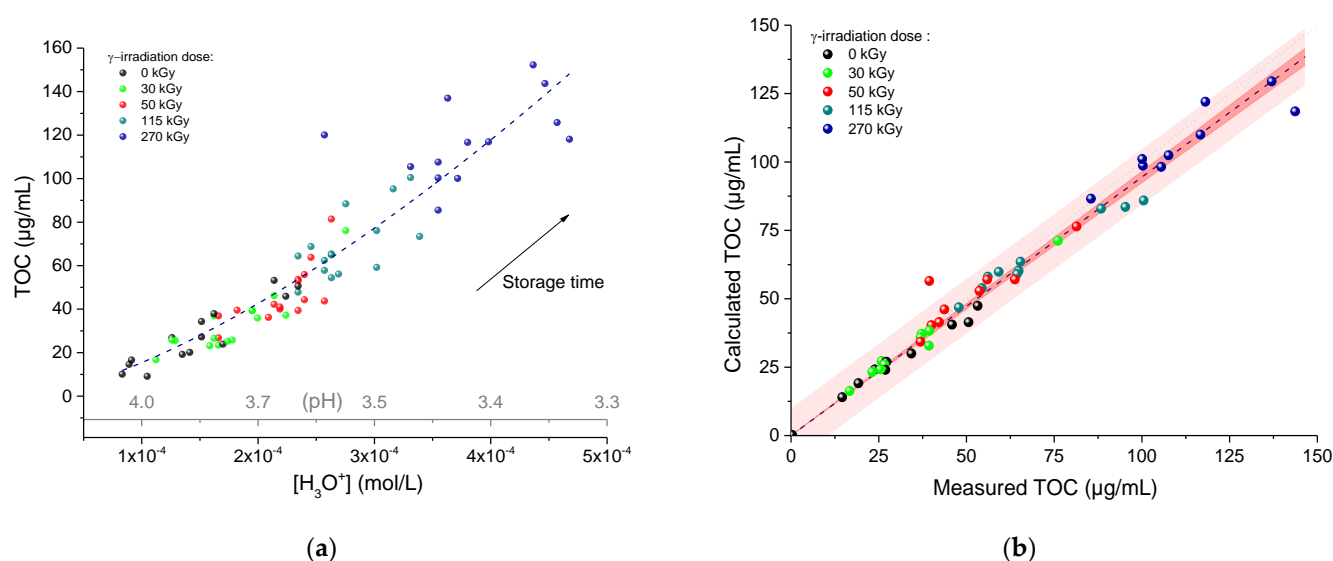 γ–irradiation dose:
0 kGy
30 kGy
50 kGy
115 kGy
270 kGy
TOC (µg/mL)
160
140
120
100
80
60
40
20
0
Storage time
4.0 3.7 (pH) 3.5 3.4 3.3
1x10⁻⁴ 2x10⁻⁴ 3x10⁻⁴ 4x10⁻⁴ 5x10⁻⁴
[H₃O⁺] (mol/L)
(a)
γ-irradiation dose :
0 kGy
30 kGy
50 kGy
115 kGy
270 kGy
Calculated TOC (µg/mL)
150
125
100
75
50
25
0
0 25 50 75 100 125 150
Measured TOC (µg/mL)
(b)